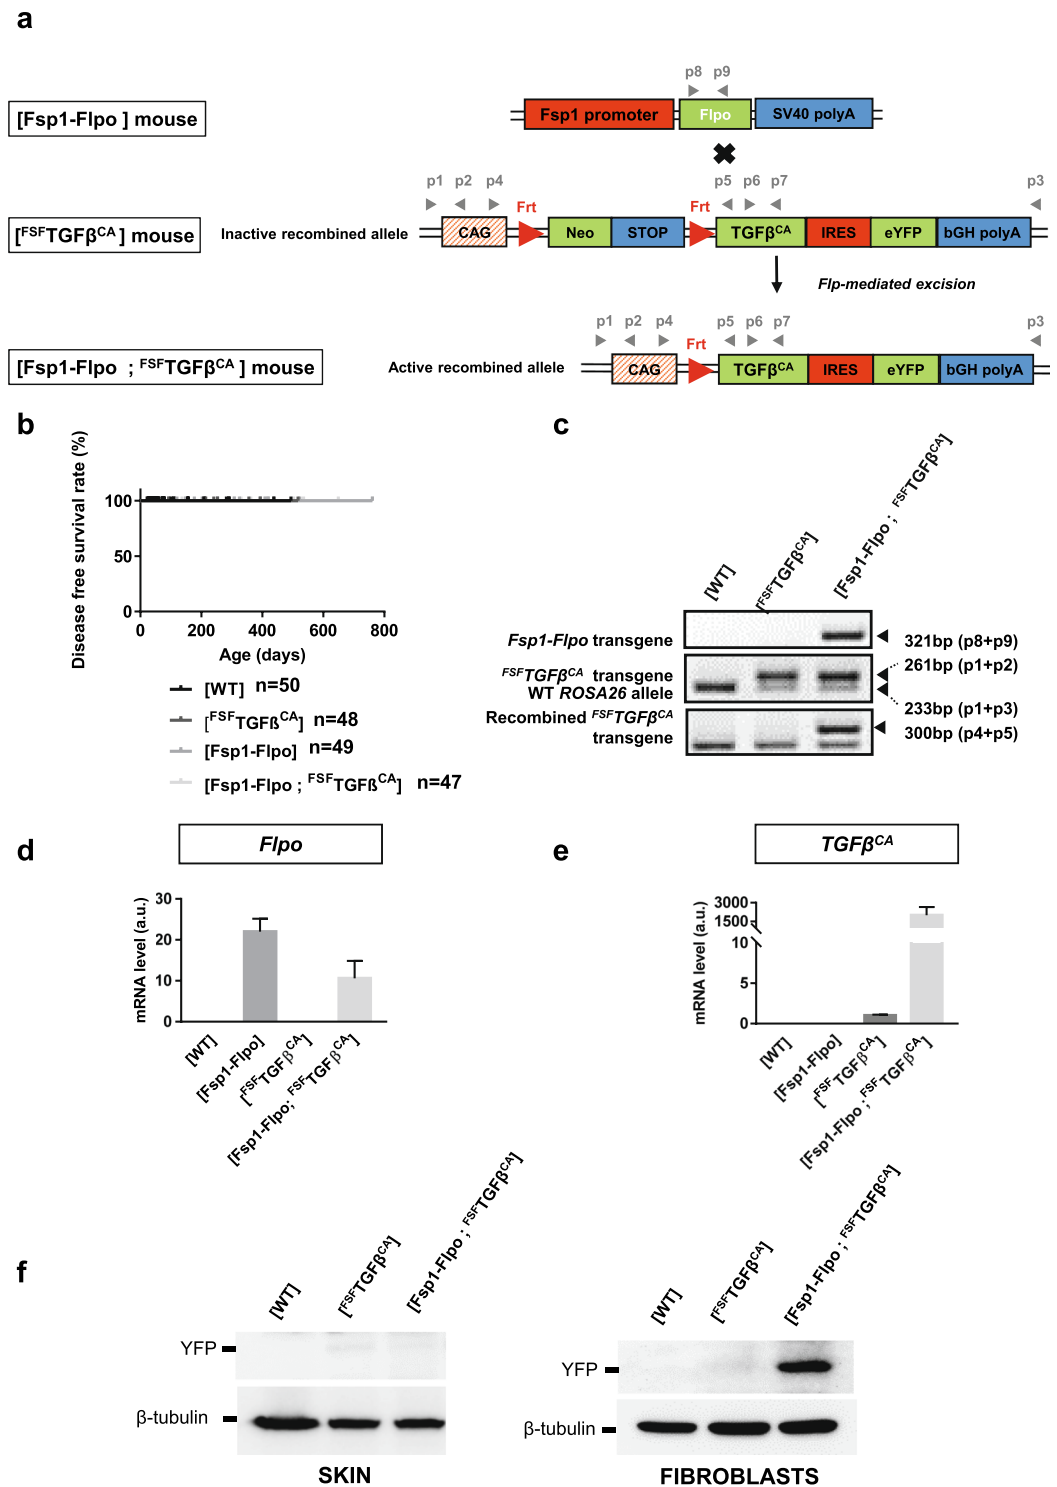 a
p8 p9
[Fsp1-Flpo ] mouse
Fsp1 promoter Flpo SV40 polyA
p1 p2 p4 p5 p6 p7 p3
Frt Frt
[FSFTGFβCA ] mouse
Inactive recombined allele
CAG Neo STOP TGFβCA IRES eYFP bGH polyA
Flp-mediated excision
p1 p2 p4 p5 p6 p7 p3
Frt
[Fsp1-Flpo ; FSFTGFβCA ] mouse
Active recombined allele
CAG TGFβCA IRES eYFP bGH polyA
b
Disease free survival rate (%)
100
50
0
0 200 400 600 800
Age (days)
[WT] n=50
[FSFTGFßCA] n=48
[Fsp1-Flpo] n=49
[Fsp1-Flpo ; FSFTGFßCA] n=47
c
[WT]
[FSFTGFβCA]
[Fsp1-Flpo ; FSFTGFβCA]
Fsp1-Flpo transgene
321bp (p8+p9)
FSFTGFβCA transgene
261bp (p1+p2)
WT ROSA26 allele
233bp (p1+p3)
Recombined FSFTGFβCA
transgene
300bp (p4+p5)
d
Flpo
mRNA level (a.u.)
30
20
10
0
[WT]
[Fsp1-Flpo]
[FSFTGFβCA]
[Fsp1-Flpo; FSFTGFβCA]
e
TGFβCA
mRNA level (a.u.)
3000
1500
10
5
0
[WT]
[Fsp1-Flpo]
[FSFTGFβCA]
[Fsp1-Flpo ; FSFTGFβCA]
f
[WT]
[FSFTGFβCA]
[Fsp1-Flpo ; FSFTGFβCA]
YFP
β-tubulin
SKIN
[WT]
[FSFTGFβCA]
[Fsp1-Flpo ; FSFTGFβCA]
YFP
β-tubulin
FIBROBLASTS